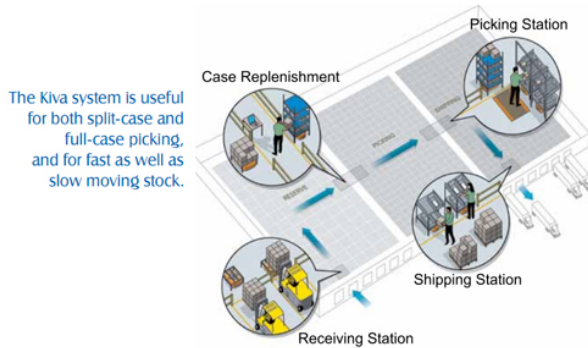 Picking Station
Case Replenishment
The Kiva system is useful
for both split-case and
full-case picking,
and for fast as well as
slow moving stock.
SHIPPING
PICKING
RESERVE
Shipping Station
Receiving Station